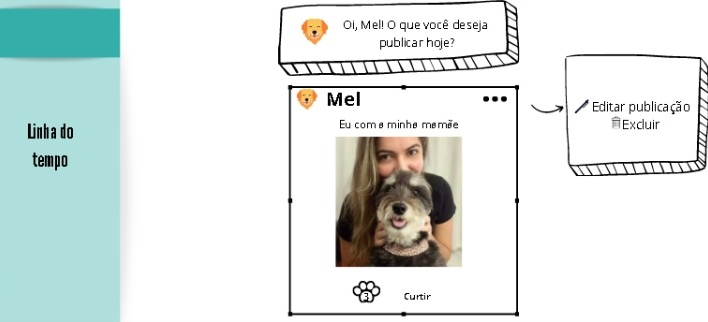 Linha do
tempo
Oi, Mel! O que você deseja
publicar hoje?
Mel
Eu com a minha mamãe
3
Curtir
Editar publicação
Excluir